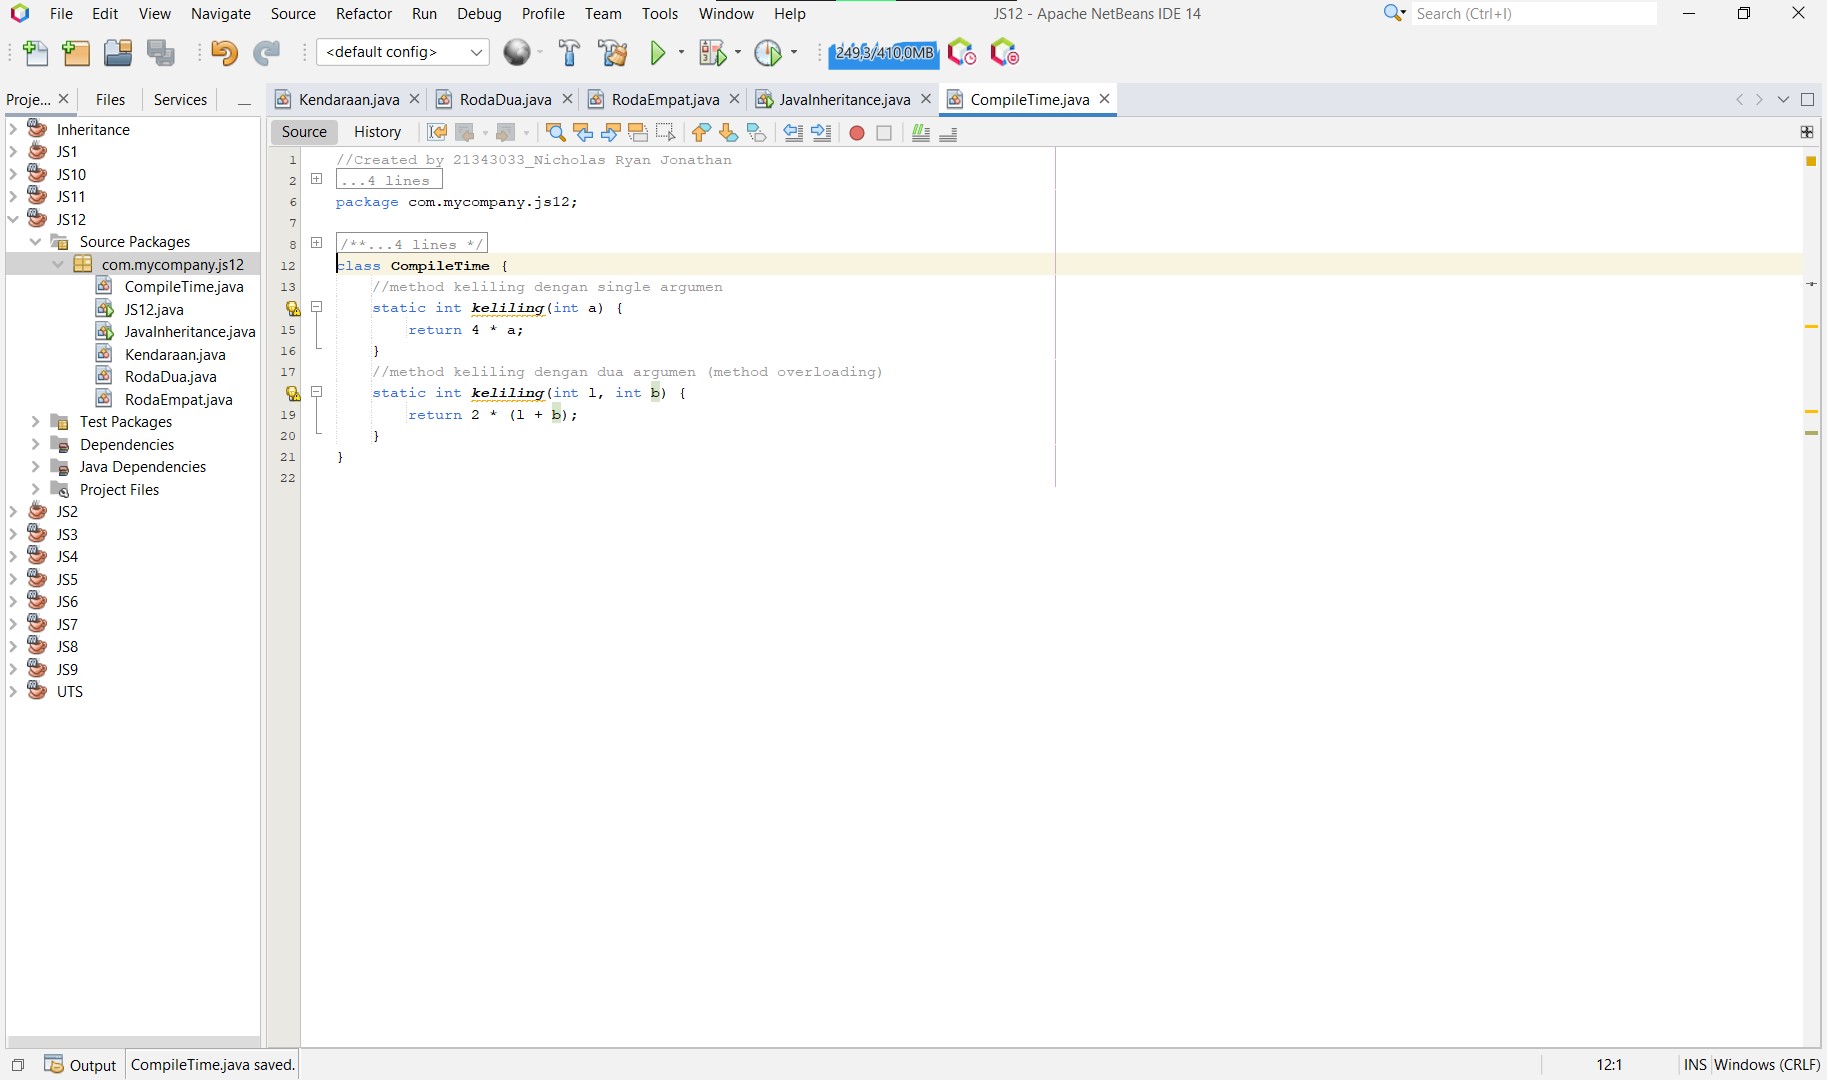 File Edit View Navigate Source Refactor Run Debug Profile Team Tools Window Help
JS12 - Apache NetBeans IDE 14
Search (Ctrl+I)
<default config>
249,3/410,0MB
Proje...
Files
Services
Kendaraan.java
RodaDua.java
RodaEmpat.java
JavaInheritance.java
CompileTime.java
Source
History
Inheritance
JS1
JS10
JS11
JS12
Source Packages
com.mycompany.js12
CompileTime.java
JS12.java
JavaInheritance.java
Kendaraan.java
RodaDua.java
RodaEmpat.java
Test Packages
Dependencies
Java Dependencies
Project Files
JS2
JS3
JS4
JS5
JS6
JS7
JS8
JS9
UTS
1 //Created by 21343033_Nicholas Ryan Jonathan
2 ...4 lines
6 package com.mycompany.js12;
7
8 /**...4 lines */
12 class CompileTime {
13 //method keliling dengan single argumen
static int keliling(int a) {
15 return 4 * a;
16 }
17 //method keliling dengan dua argumen (method overloading)
static int keliling(int l, int b) {
19 return 2 * (l + b);
20 }
21 }
22
Output
CompileTime.java saved.
12:1
INS
Windows (CRLF)